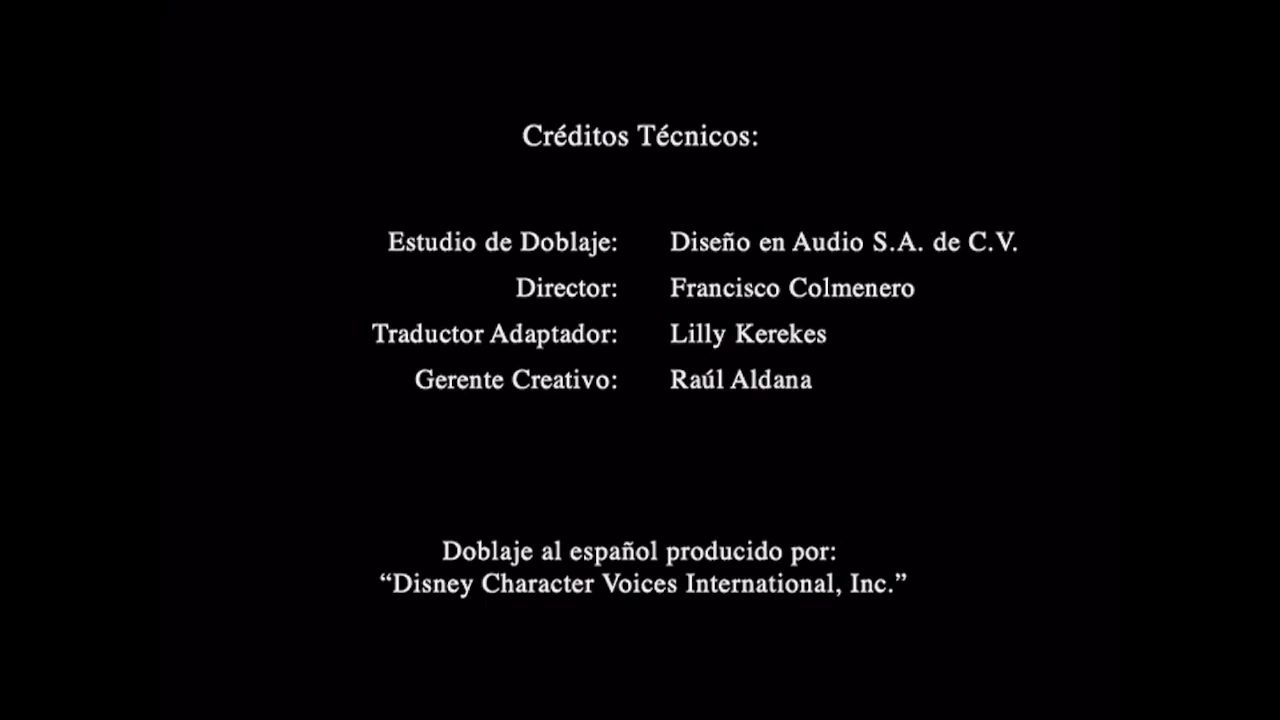 Créditos Técnicos:
Estudio de Doblaje: Diseño en Audio S.A. de C.V.
Director: Francisco Colmenero
Traductor Adaptador: Lilly Kerekes
Gerente Creativo: Raúl Aldana
Doblaje al español producido por:
“Disney Character Voices International, Inc.”